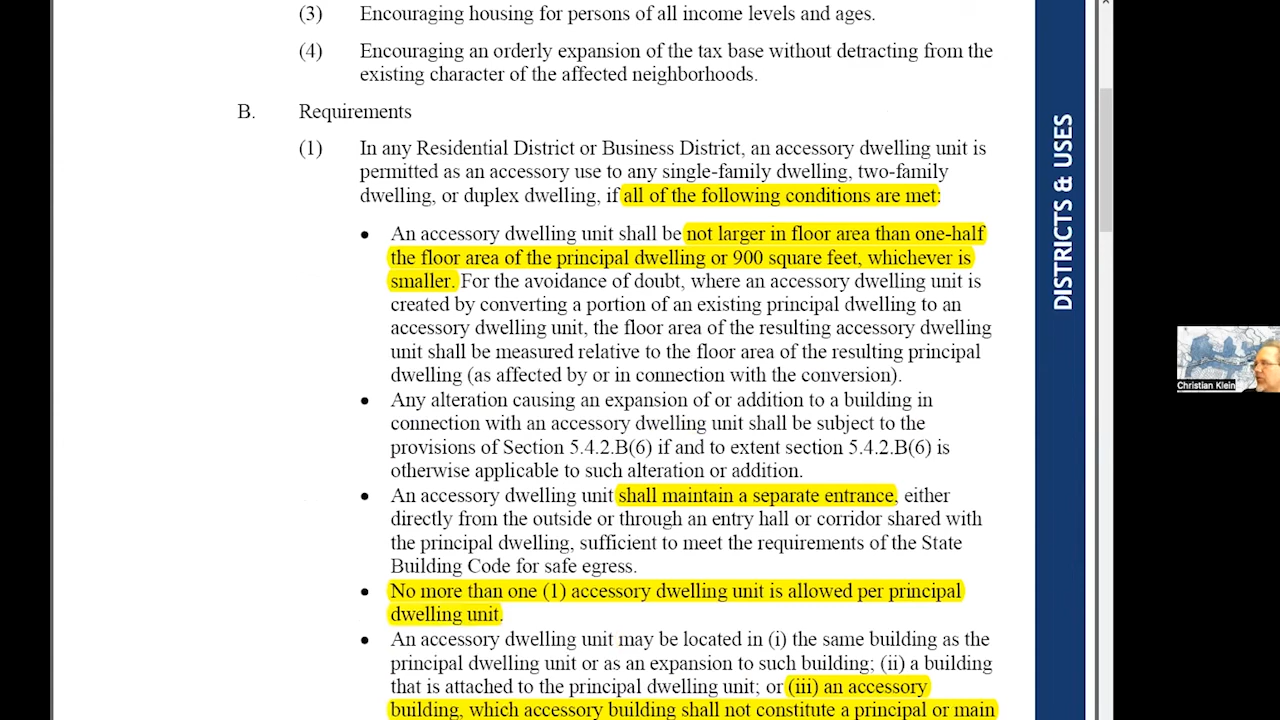 (3) Encouraging housing for persons of all income levels and ages.
(4) Encouraging an orderly expansion of the tax base without detracting from the
existing character of the affected neighborhoods.
B. Requirements
(1) In any Residential District or Business District, an accessory dwelling unit is
permitted as an accessory use to any single-family dwelling, two-family
dwelling, or duplex dwelling, if all of the following conditions are met:
• An accessory dwelling unit shall be not larger in floor area than one-half
the floor area of the principal dwelling or 900 square feet, whichever is
smaller. For the avoidance of doubt, where an accessory dwelling unit is
created by converting a portion of an existing principal dwelling to an
accessory dwelling unit, the floor area of the resulting accessory dwelling
unit shall be measured relative to the floor area of the resulting principal
dwelling (as affected by or in connection with the conversion).
• Any alteration causing an expansion of or addition to a building in
connection with an accessory dwelling unit shall be subject to the
provisions of Section 5.4.2.B(6) if and to extent section 5.4.2.B(6) is
otherwise applicable to such alteration or addition.
• An accessory dwelling unit shall maintain a separate entrance, either
directly from the outside or through an entry hall or corridor shared with
the principal dwelling, sufficient to meet the requirements of the State
Building Code for safe egress.
• No more than one (1) accessory dwelling unit is allowed per principal
dwelling unit.
• An accessory dwelling unit may be located in (i) the same building as the
principal dwelling unit or as an expansion to such building; (ii) a building
that is attached to the principal dwelling unit; or (iii) an accessory
building, which accessory building shall not constitute a principal or main
DISTRICTS & USES
Christian Klein